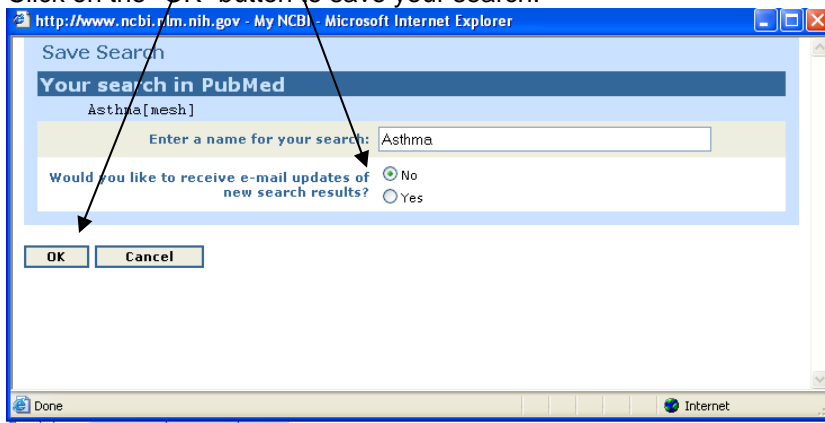 Click on the "OK" button to save your search.
http://www.ncbi.nlm.nih.gov - My NCBI - Microsoft Internet Explorer
Save Search
Your search in PubMed
Asthma[mesh]
Enter a name for your search: Asthma
Would you like to receive e-mail updates of new search results? No
Yes
OK Cancel
Done Internet